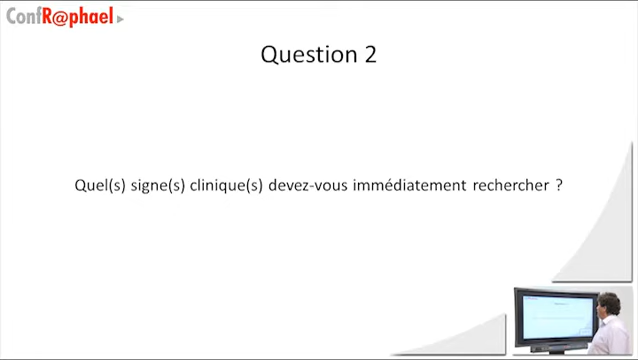 ConfR@phael
Question 2
Quel(s) signe(s) clinique(s) devez-vous immédiatement rechercher ?